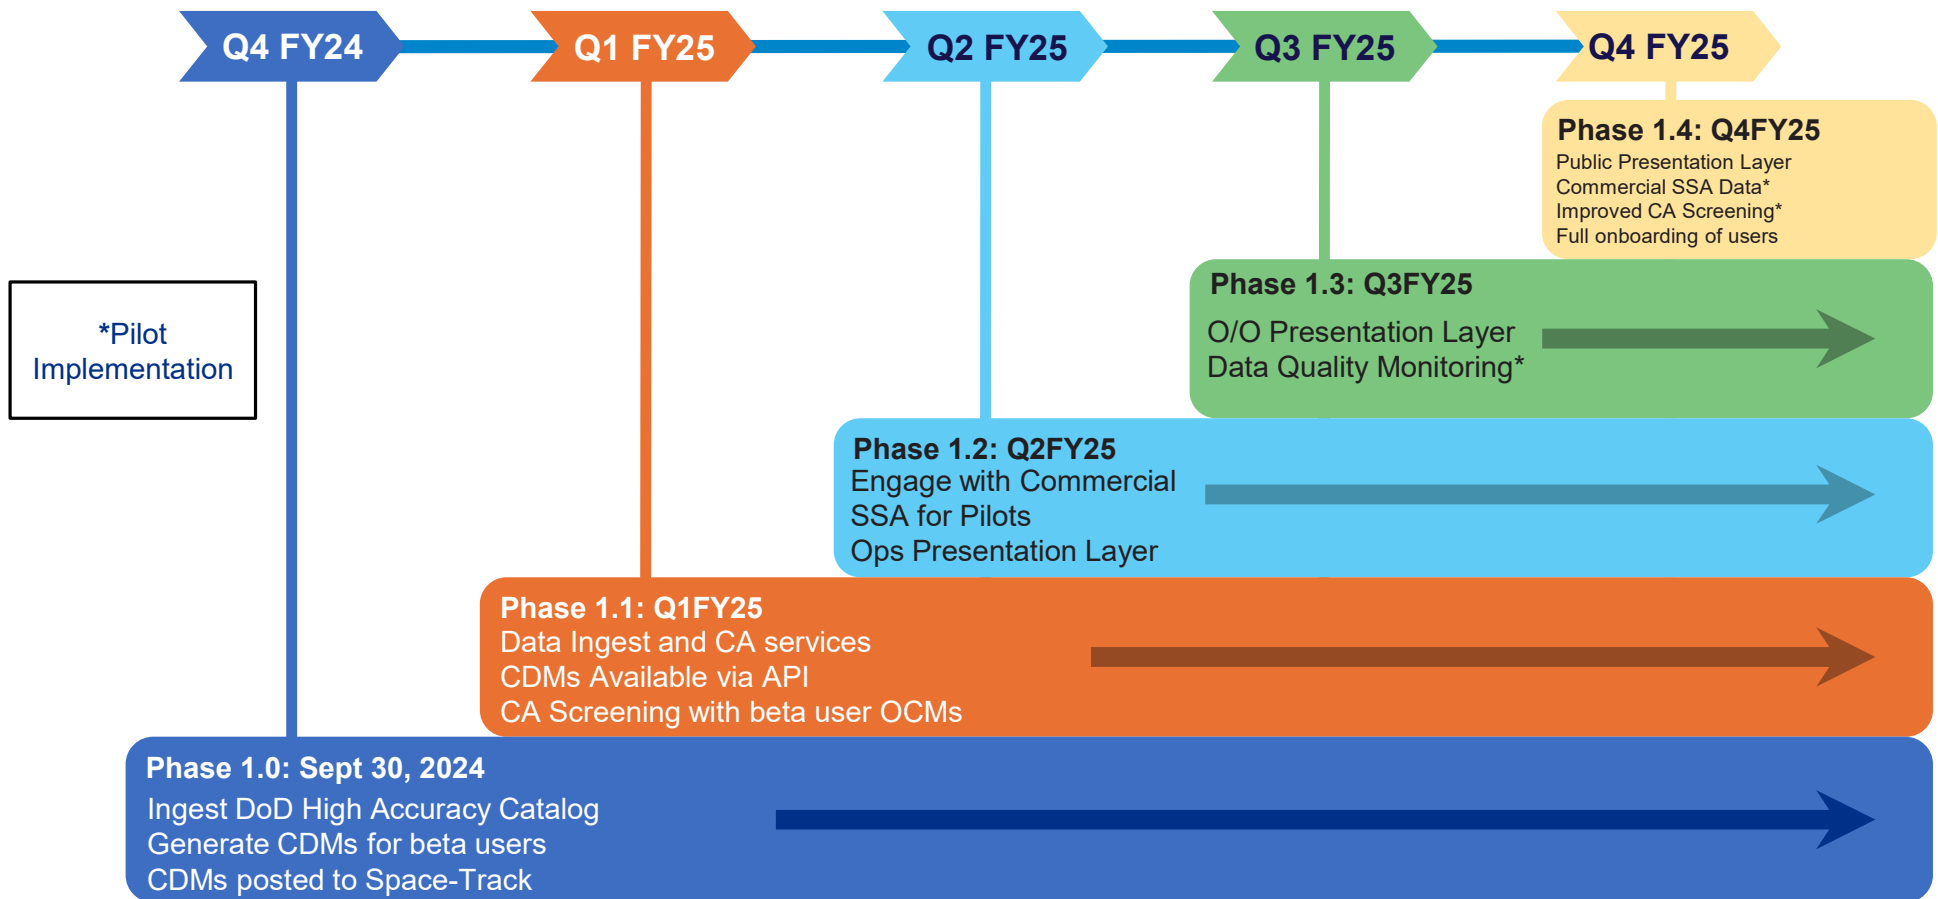 Q4 FY24
Q1 FY25
Q2 FY25
Q3 FY25
Q4 FY25
Phase 1.4: Q4FY25
Public Presentation Layer
Commercial SSA Data*
Improved CA Screening*
Full onboarding of users
Phase 1.3: Q3FY25
O/O Presentation Layer
Data Quality Monitoring*
*Pilot
Implementation
Phase 1.2: Q2FY25
Engage with Commercial
SSA for Pilots
Ops Presentation Layer
Phase 1.1: Q1FY25
Data Ingest and CA services
CDMs Available via API
CA Screening with beta user OCMs
Phase 1.0: Sept 30, 2024
Ingest DoD High Accuracy Catalog
Generate CDMs for beta users
CDMs posted to Space-Track